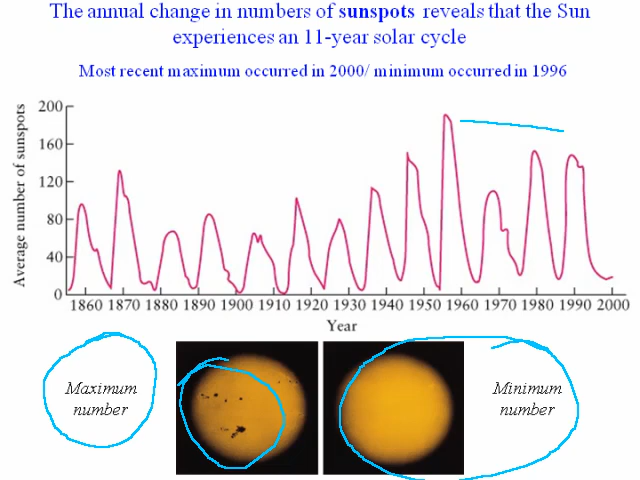 The annual change in numbers of sunspots reveals that the Sun
experiences an 11-year solar cycle
Most recent maximum occurred in 2000/ minimum occurred in 1996
Average number of sunspots
200
160
120
80
40
0
1860 1870 1880 1890 1900 1910 1920 1930 1940 1950 1960 1970 1980 1990 2000
Year
Maximum
number
Minimum
number